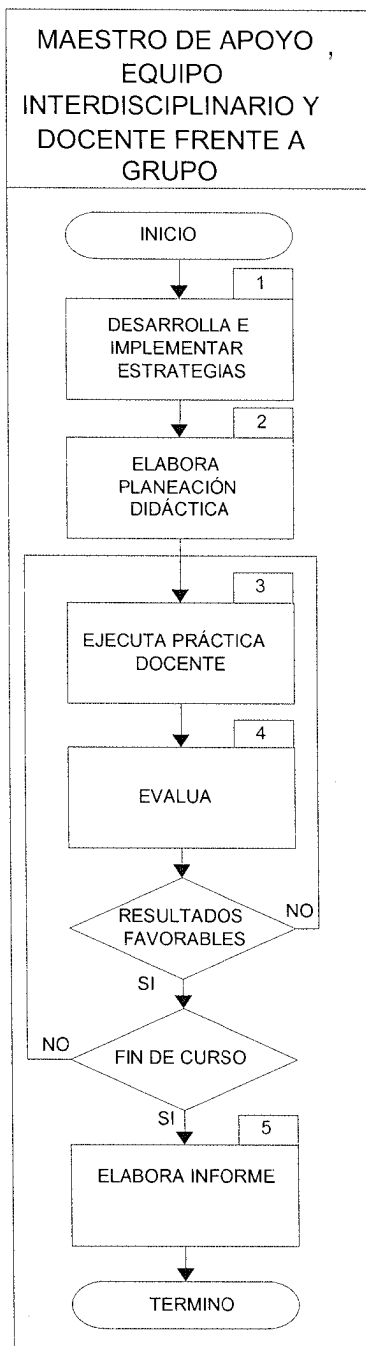 MAESTRO DE APOYO ,
EQUIPO
INTERDISCIPLINARIO Y
DOCENTE FRENTE A
GRUPO
INICIO
1
DESARROLLA E
IMPLEMENTAR
ESTRATEGIAS
2
ELABORA
PLANEACIÓN
DIDÁCTICA
3
EJECUTA PRÁCTICA
DOCENTE
4
EVALUA
RESULTADOS
FAVORABLES
NO
SI
NO
FIN DE CURSO
SI
5
ELABORA INFORME
TERMINO